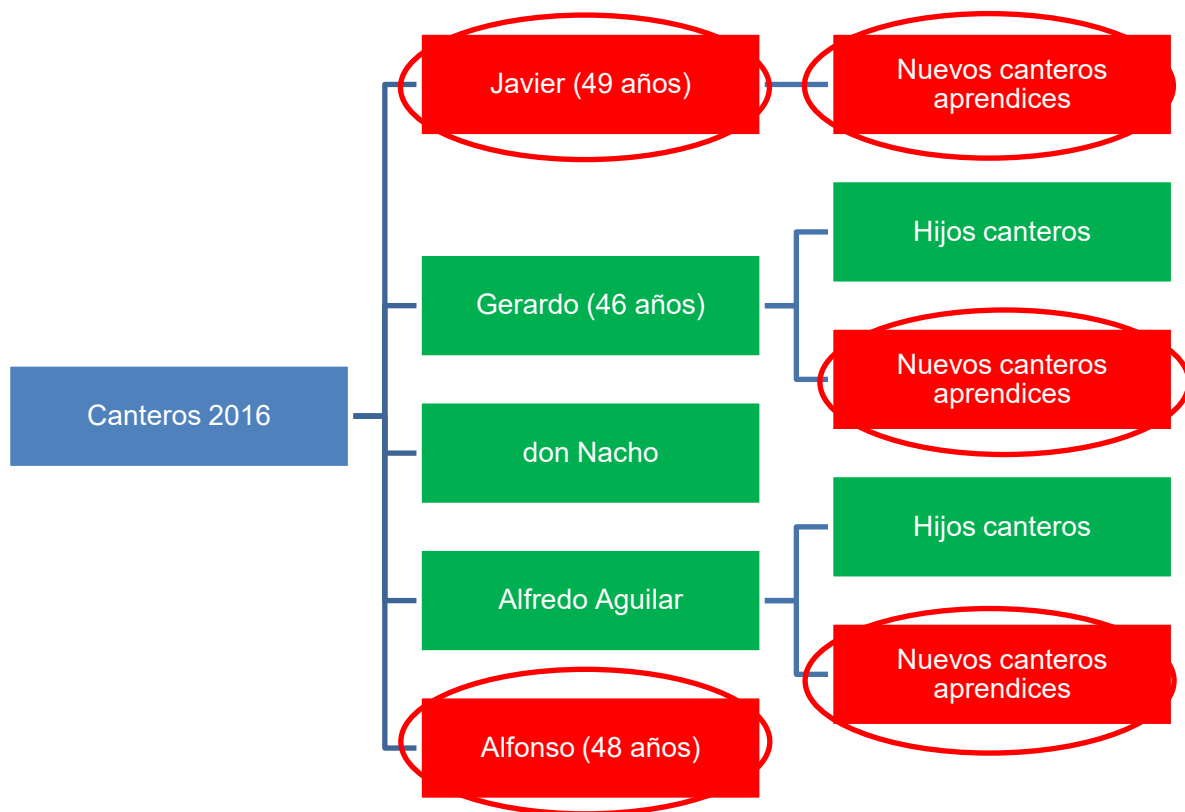 Canteros 2016
Javier (49 años)
Nuevos canteros
aprendices
Gerardo (46 años)
Hijos canteros
Nuevos canteros
aprendices
don Nacho
Alfredo Aguilar
Hijos canteros
Nuevos canteros
aprendices
Alfonso (48 años)